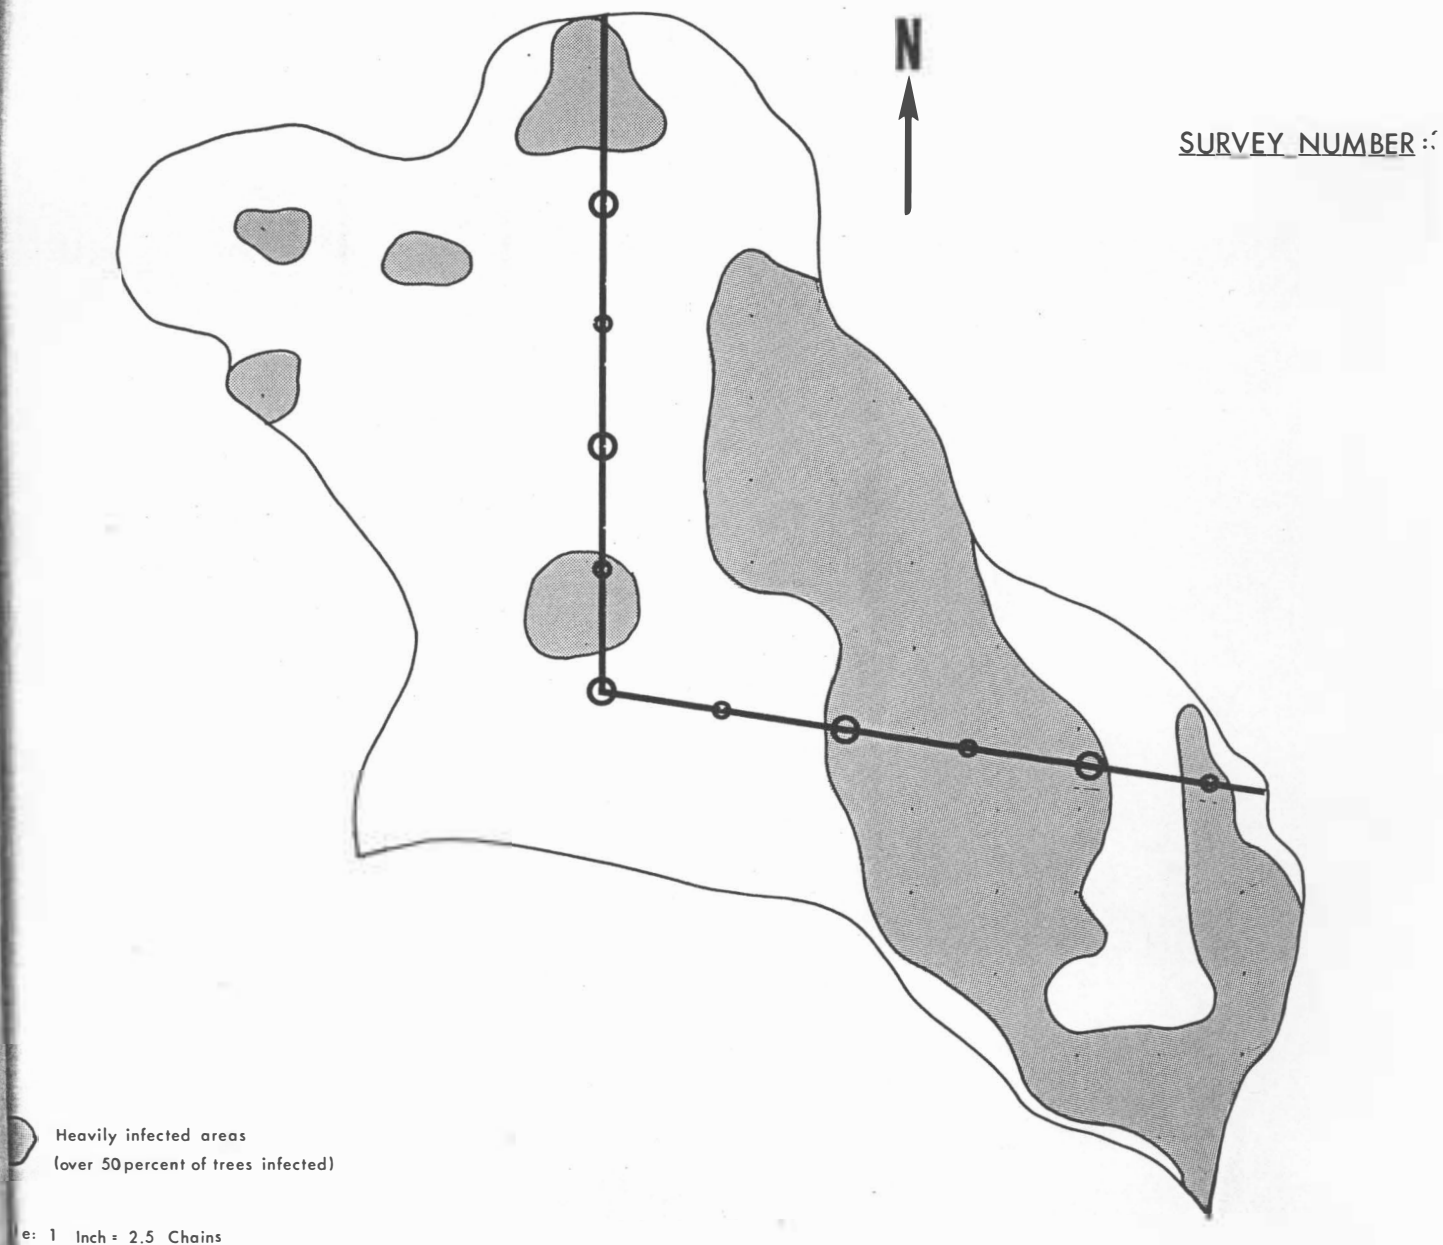 N
SURVEY NUMBER :
Heavily infected areas
(over 50 percent of trees infected)
e: 1 Inch = 2.5 Chains